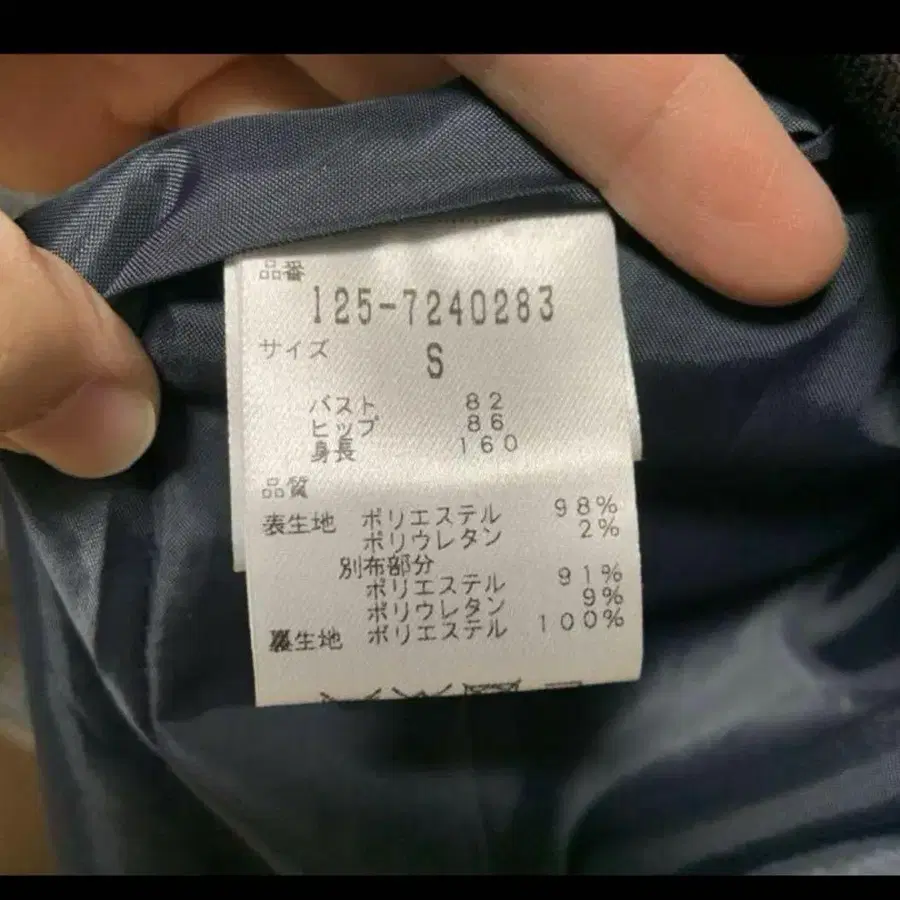 品番
125-7240283
サイズ
S
バスト 82
ヒップ 86
身長 160
品質
表生地 ポリエステル 98%
ポリウレタン 2%
別布部分
ポリエステル 91%
ポリウレタン 9%
裏生地 ポリエステル 100%